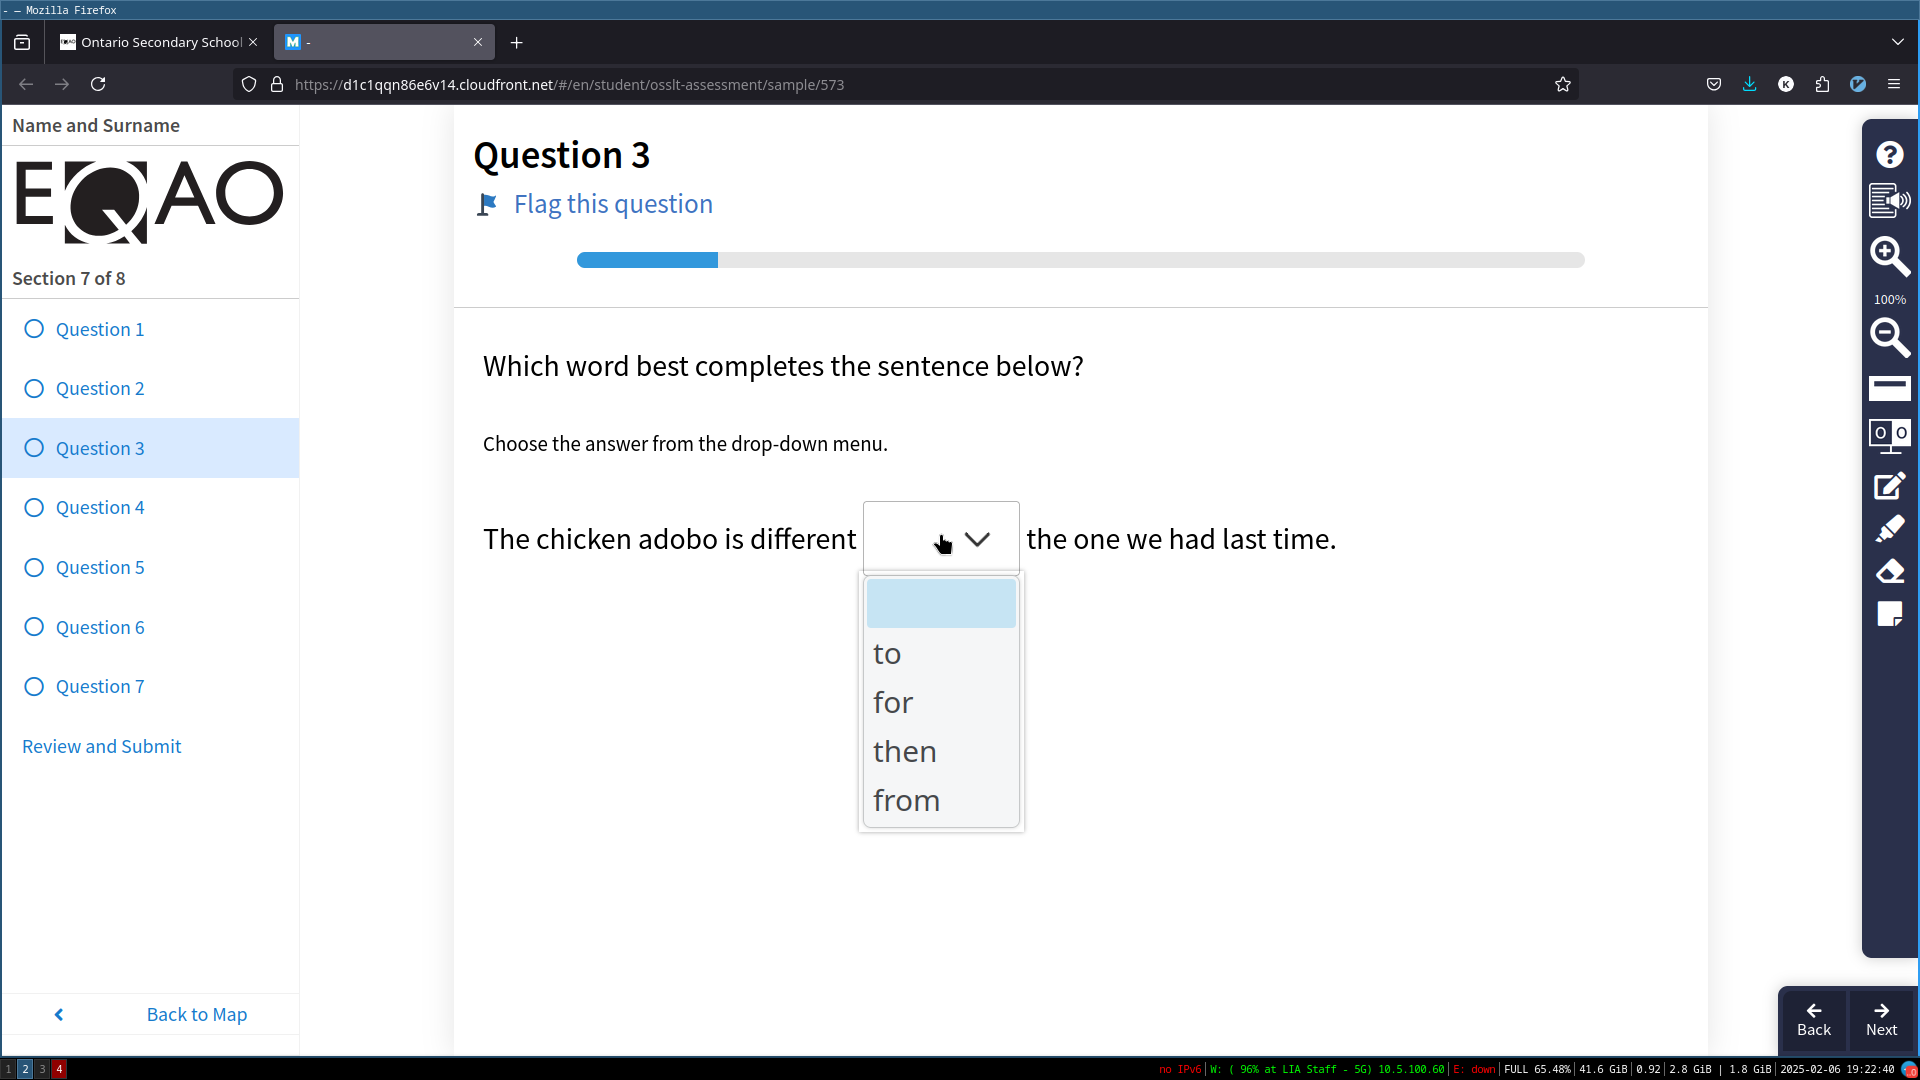 - — Mozilla Firefox
EQAO Ontario Secondary School
M -
https://d1c1qqn86e6v14.cloudfront.net/#/en/student/osslt-assessment/sample/573
K
Name and Surname
EQAO
Section 7 of 8
Question 1
Question 2
Question 3
Question 4
Question 5
Question 6
Question 7
Review and Submit
Back to Map
Question 3
Flag this question
Which word best completes the sentence below?
Choose the answer from the drop-down menu.
The chicken adobo is different the one we had last time.
to
for
then
from
?
100%
Back
Next
1 2 3 4
no IPv6 | W: ( 96% at LIA Staff - 5G) 10.5.100.60 | E: down | FULL 65.48% | 41.6 GiB | 0.92 | 2.8 GiB | 1.8 GiB | 2025-02-06 19:22:40